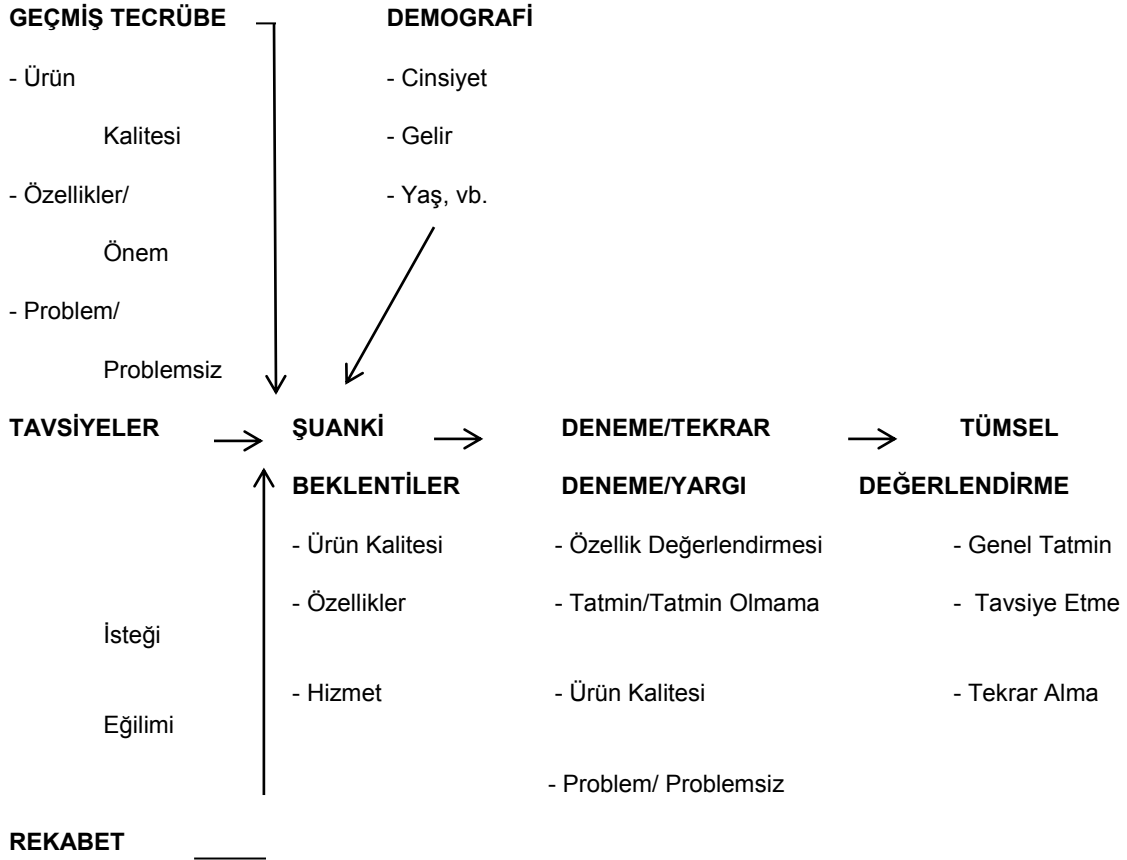 GEÇMİŞ TECRÜBE DEMOGRAFİ
- Ürün - Cinsiyet
Kalitesi - Gelir
- Özellikler/ - Yaş, vb.
Önem
- Problem/
Problemsiz
TAVSİYELER ŞUANKİ DENEME/TEKRAR TÜMSEL
BEKLENTİLER DENEME/YARGI DEĞERLENDİRME
- Ürün Kalitesi - Özellik Değerlendirmesi - Genel Tatmin
- Özellikler - Tatmin/Tatmin Olmama - Tavsiye Etme
İsteği
- Hizmet - Ürün Kalitesi - Tekrar Alma
Eğilimi
- Problem/ Problemsiz
REKABET